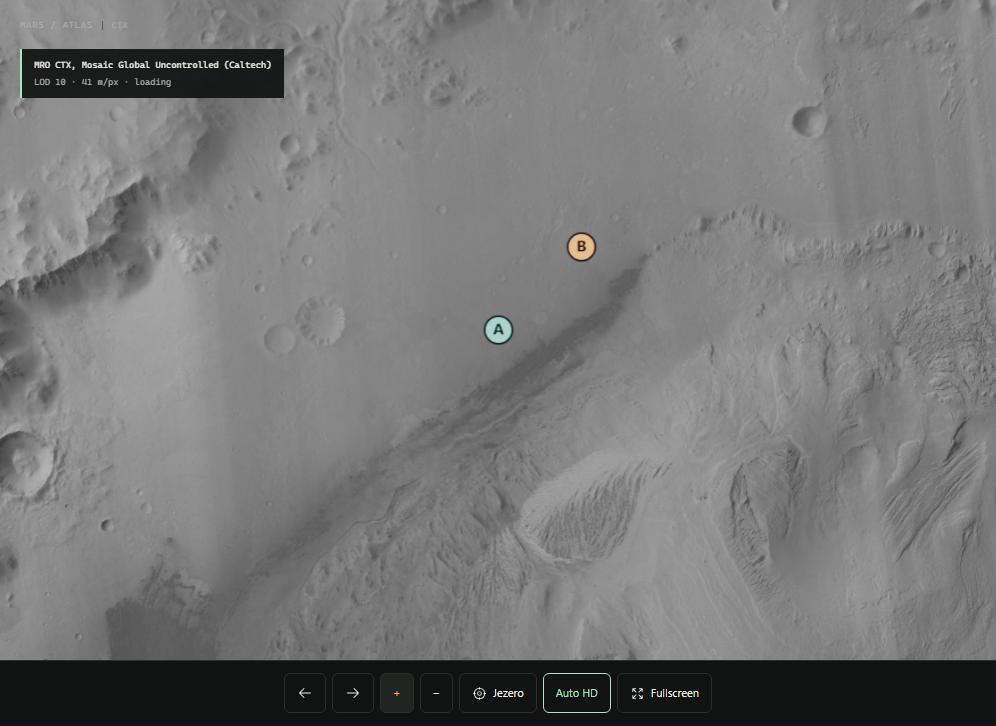 MARS / ATLAS | CTX
MRO CTX, Mosaic Global Uncontrolled (Caltech)
LOD 10 · 41 m/px · loading
B
A
← → + − Jezero Auto HD Fullscreen